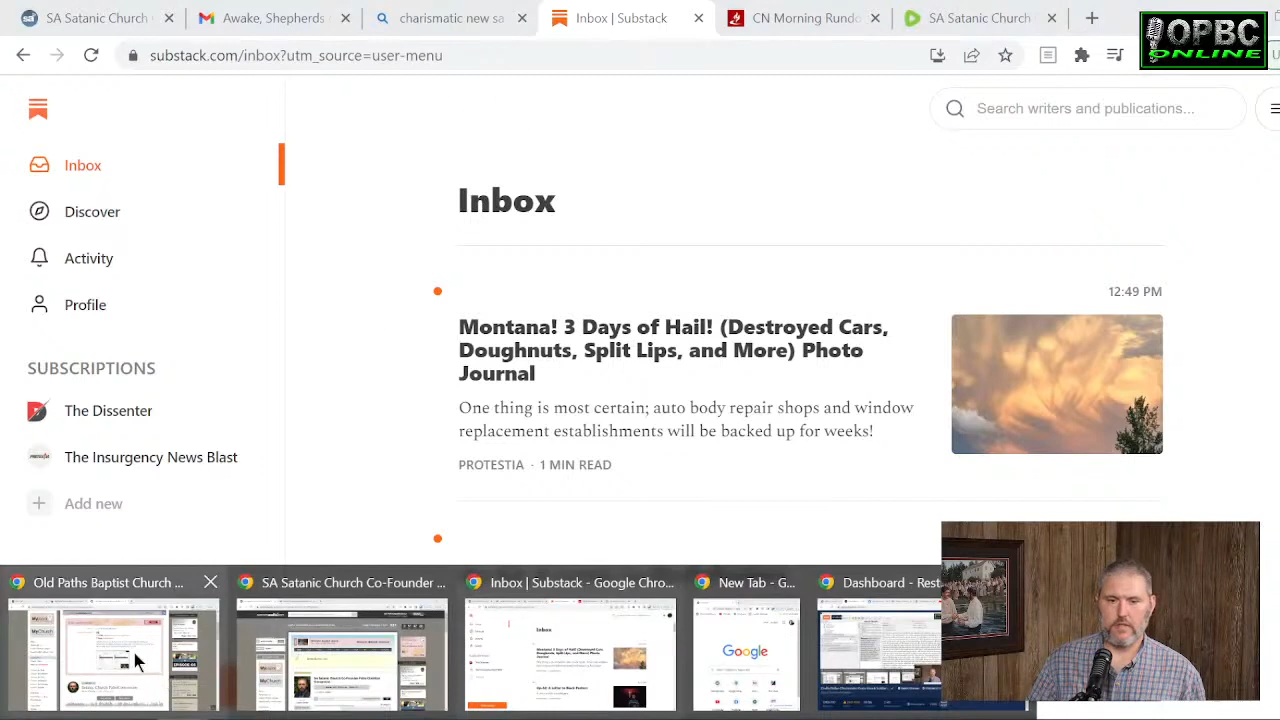 SA Satanic Churc
Awake, Shepherds
charismatic new sa
Inbox | Substack
CN Morning Rundo
SA Satanic Church
OPBC
ONLINE
substack.com/inbox?utm_source=user-menu
Search writers and publications...
Inbox
Discover
Activity
Profile
SUBSCRIPTIONS
The Dissenter
The Insurgency News Blast
Add new
Inbox
12:49 PM
Montana! 3 Days of Hail! (Destroyed Cars,
Doughnuts, Split Lips, and More) Photo
Journal
One thing is most certain; auto body repair shops and window
replacement establishments will be backed up for weeks!
PROTESTIA · 1 MIN READ
Old Paths Baptist Church ...
SA Satanic Church Co-Founder ...
Inbox | Substack - Google Chro...
New Tab - G...
Dashboard - Rest
Inbox
Google